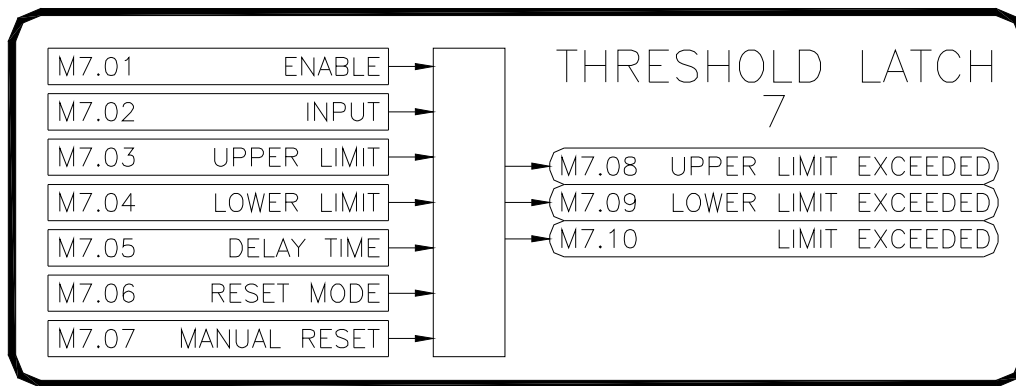 THRESHOLD LATCH
7
M7.01 ENABLE
M7.02 INPUT
M7.03 UPPER LIMIT
M7.04 LOWER LIMIT
M7.05 DELAY TIME
M7.06 RESET MODE
M7.07 MANUAL RESET
M7.08 UPPER LIMIT EXCEEDED
M7.09 LOWER LIMIT EXCEEDED
M7.10 LIMIT EXCEEDED